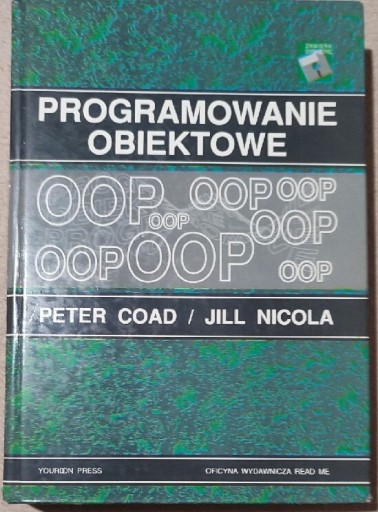 PROGRAMOWANIE
OBIEKTOWE
OOP OOP OOP
OOP OOP
OOP OOP OOP
/PETER COAD / JILL NICOLA
YOURDON PRESS OFICYNA WYDAWNICZA READ ME